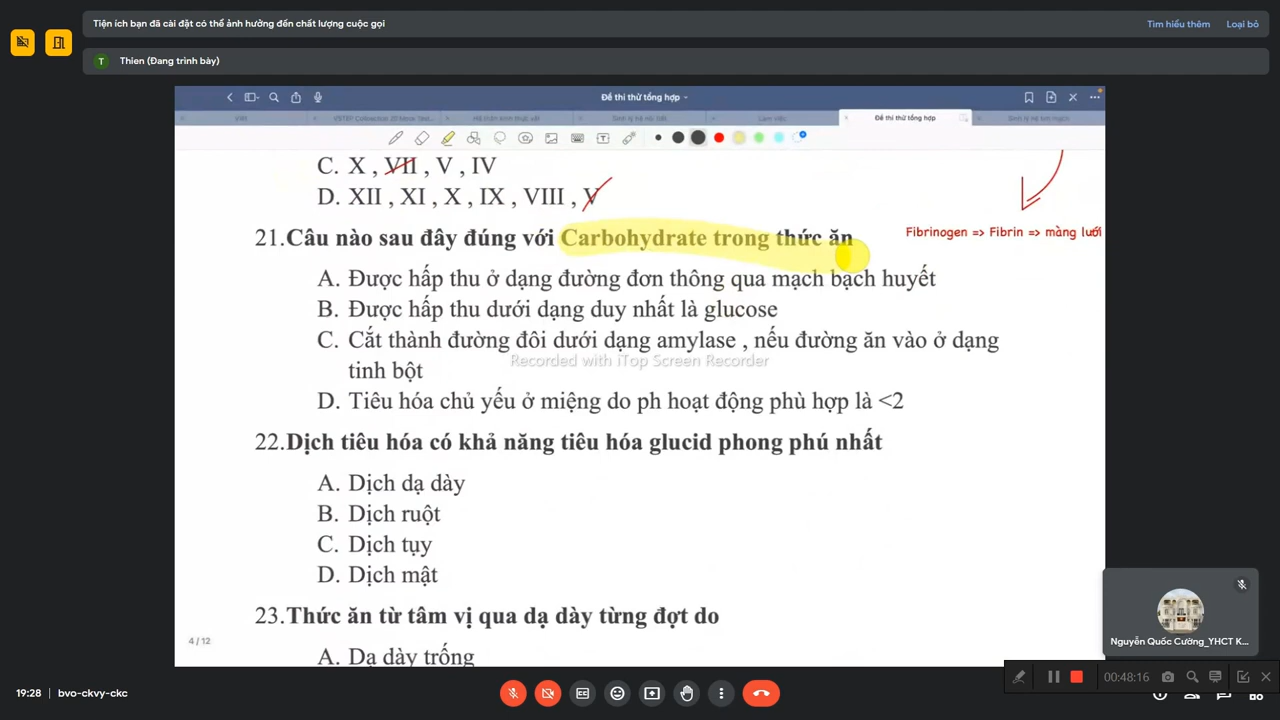 Tiện ích bạn đã cài đặt có thể ảnh hưởng đến chất lượng cuộc gọi
Tìm hiểu thêm
Loại bỏ
T
Thien (Đang trình bày)
Đề thi thử tổng hợp
Đề thi thử tổng hợp
C. X , VII , V , IV
D. XII , XI , X , IX , VIII , V
21.Câu nào sau đây đúng với Carbohydrate trong thức ăn
Fibrinogen => Fibrin => màng lưới
A. Được hấp thu ở dạng đường đơn thông qua mạch bạch huyết
B. Được hấp thu dưới dạng duy nhất là glucose
C. Cắt thành đường đôi dưới dạng amylase , nếu đường ăn vào ở dạng
tinh bột
Recorded with iTop Screen Recorder
D. Tiêu hóa chủ yếu ở miệng do ph hoạt động phù hợp là <2
22.Dịch tiêu hóa có khả năng tiêu hóa glucid phong phú nhất
A. Dịch dạ dày
B. Dịch ruột
C. Dịch tụy
D. Dịch mật
23.Thức ăn từ tâm vị qua dạ dày từng đợt do
A. Dạ dày trống
4 / 12
Nguyễn Quốc Cường_YHCT K...
19:28
bvo-ckvy-ckc
00:48:16